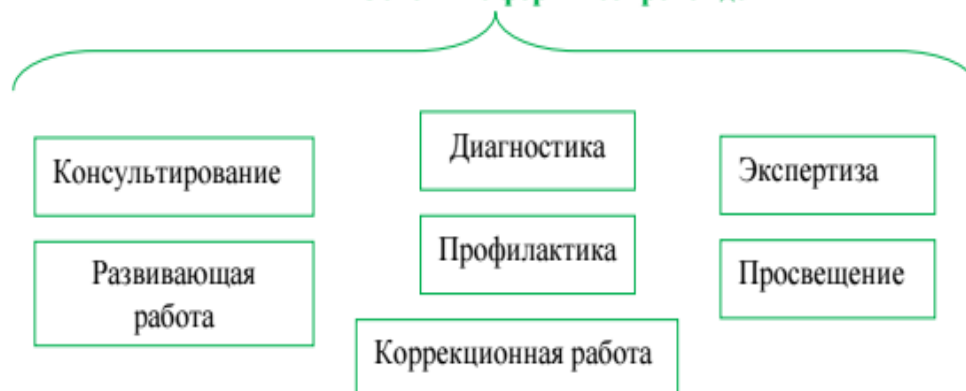 Консультирование
Диагностика
Экспертиза
Развивающая
работа
Профилактика
Просвещение
Коррекционная работа